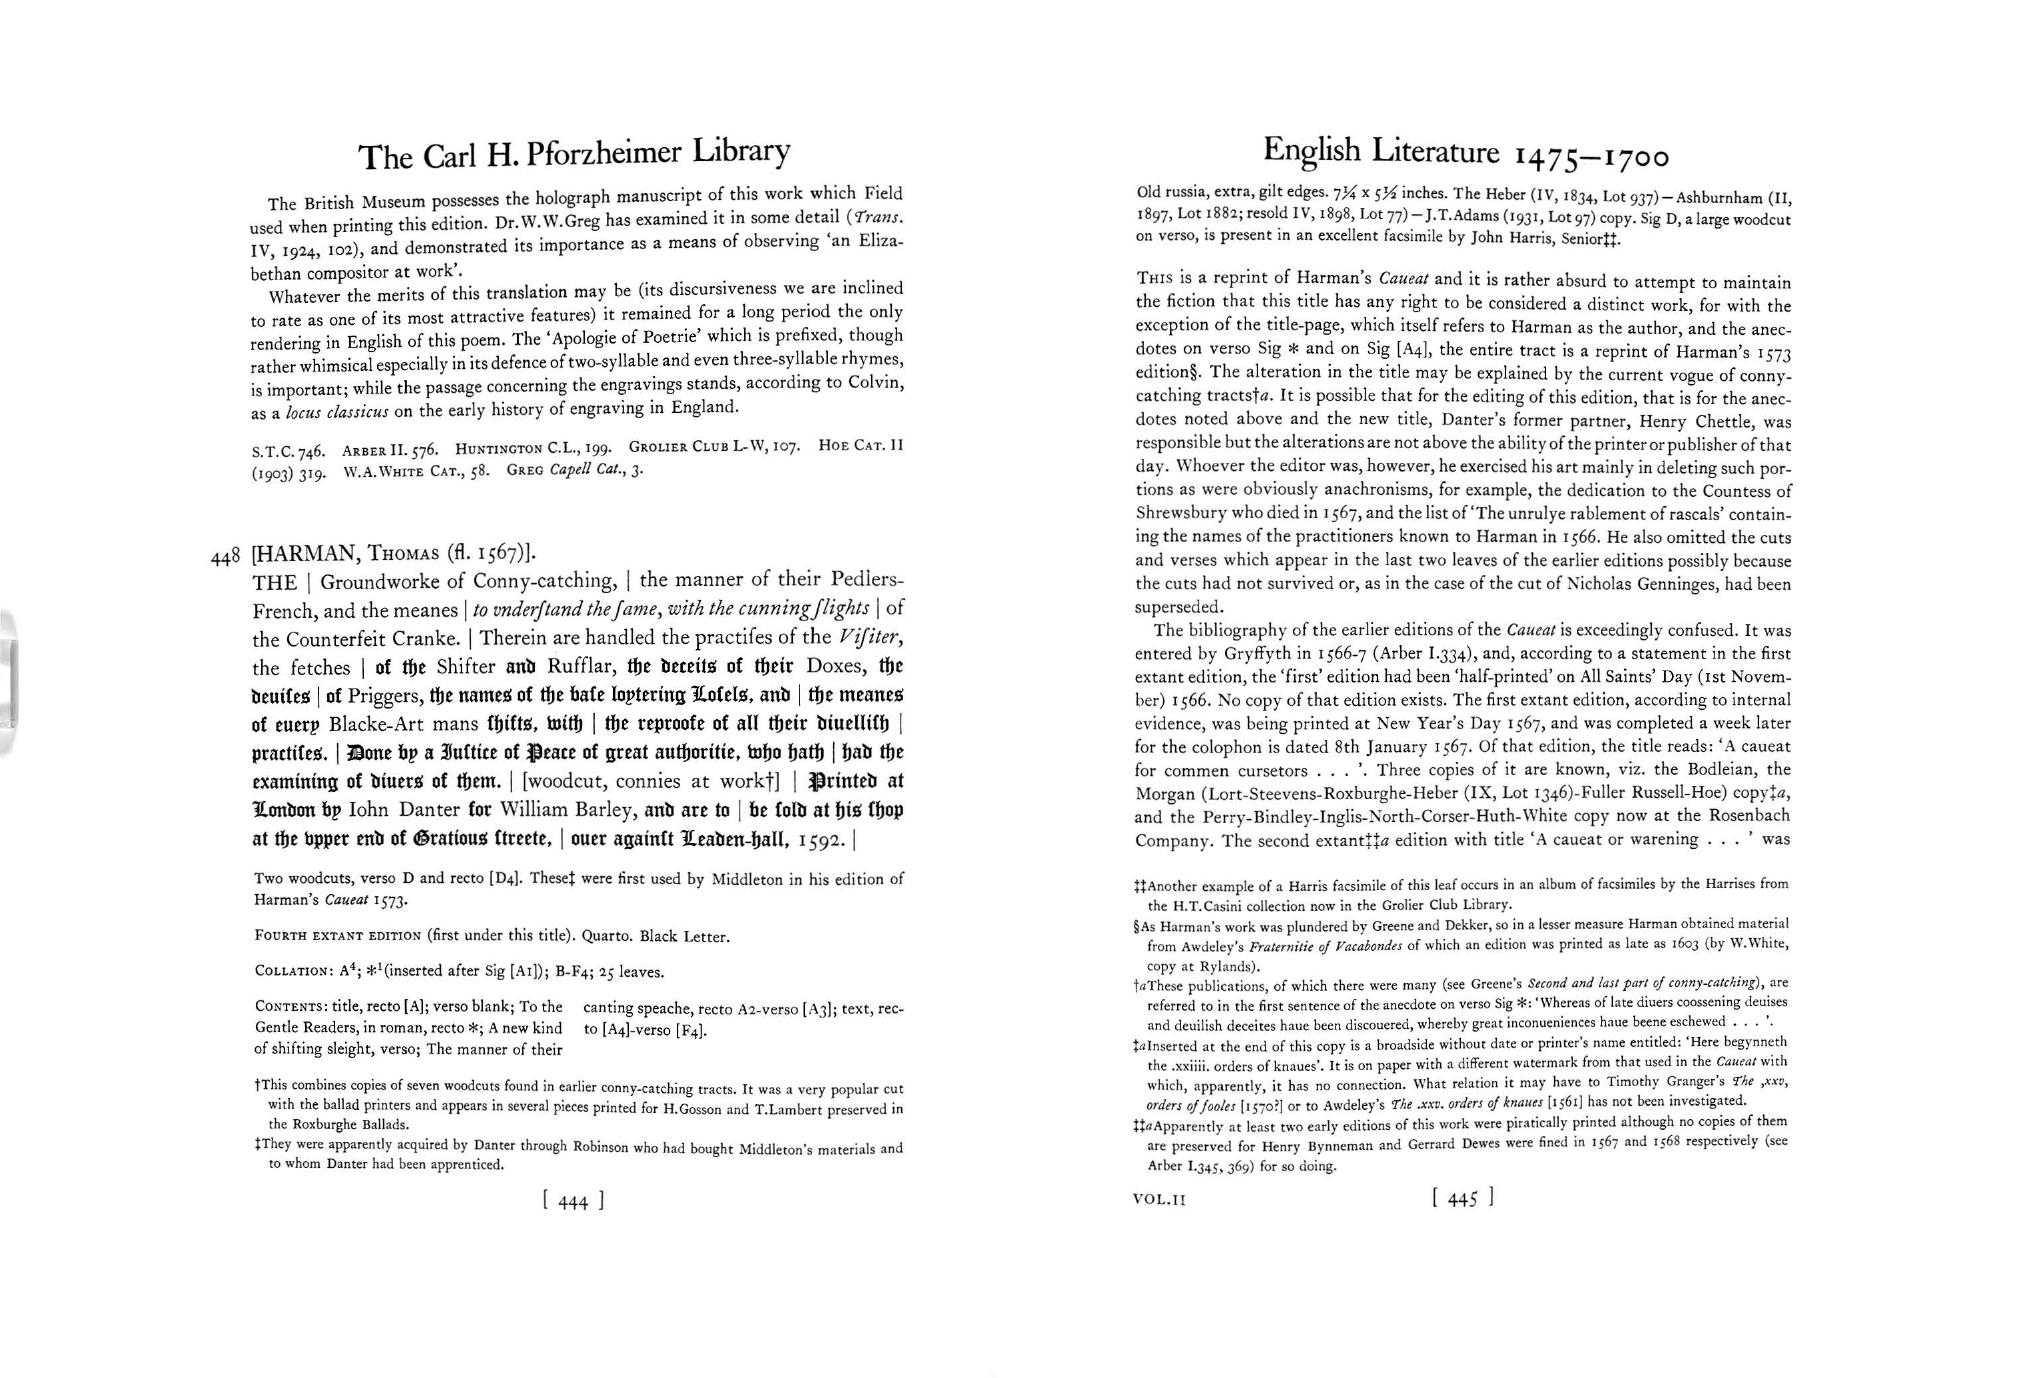 The Carl H. Pforzheimer Library
The British Museum possesses the holograph manuscript of this work which Field
used when printing this edition. Dr. W. W. Greg has examined it in some detail (Trans.
IV, 1924, 102), and demonstrated its importance as a means of observing ‘an Eliza-
bethan compositor at work’.
Whatever the merits of this translation may be (its discursiveness we are inclined
to rate as one of its most attractive features) it remained for a long period the only
rendering in English of this poem. The ‘Apologie of Poetrie’ which is prefixed, though
rather whimsical especially in its defence of two-syllable and even three-syllable rhymes,
is important; while the passage concerning the engravings stands, according to Colvin,
as a locus classicus on the early history of engraving in England.
S.T.C. 746. ARBER II. 576. HUNTINGTON C.L., 199. GROLIER CLUB L-W, 107. HOE CAT. II
(1903) 319. W.A.WHITE CAT., 58. GREG Capell Cat., 3.
448 [HARMAN, THOMAS (fl. 1567)].
THE | Groundworke of Conny-catching, | the manner of their Pedlers-
French, and the meanes | to vnderſtand the ſame, with the cunning ſlights | of
the Counterfeit Cranke. | Therein are handled the practiſes of the Viſiter,
the fetches | of the Shifter and Rufflar, the deceits of their Doxes, the
deuiſes | of Priggers, the names of the baſe loytering Loſels, and | the meanes
of euery Blacke-Art mans ſhifts, with | the reproofe of all their diuelliſh |
practiſes. | Done by a Juſtice of Peace of great authoritie, who hath | had the
examining of diuers of them. | [woodcut, connies at work†] | Printed at
London by Iohn Danter for William Barley, and are to | be ſold at his ſhop
at the vpper end of Gratious ſtreete, | ouer againſt Leaden-hall, 1592. |
Two woodcuts, verso D and recto [D4]. These‡ were first used by Middleton in his edition of
Harman’s Caueat 1573.
FOURTH EXTANT EDITION (first under this title). Quarto. Black Letter.
COLLATION: A⁴; *¹(inserted after Sig [A1]); B-F4; 25 leaves.
CONTENTS: title, recto [A]; verso blank; To the
Gentle Readers, in roman, recto *; A new kind
of shifting sleight, verso; The manner of their
canting speache, recto A2-verso [A3]; text, rec-
to [A4]-verso [F4].
†This combines copies of seven woodcuts found in earlier conny-catching tracts. It was a very popular cut
with the ballad printers and appears in several pieces printed for H.Gosson and T.Lambert preserved in
the Roxburghe Ballads.
‡They were apparently acquired by Danter through Robinson who had bought Middleton’s materials and
to whom Danter had been apprenticed.
[ 444 ]
English Literature 1475–1700
Old russia, extra, gilt edges. 7¼ x 5½ inches. The Heber (IV, 1834, Lot 937)—Ashburnham (II,
1897, Lot 1882; resold IV, 1898, Lot 77)—J.T.Adams (1931, Lot 97) copy. Sig D, a large woodcut
on verso, is present in an excellent facsimile by John Harris, Senior‡‡.
THIS is a reprint of Harman’s Caueat and it is rather absurd to attempt to maintain
the fiction that this title has any right to be considered a distinct work, for with the
exception of the title-page, which itself refers to Harman as the author, and the anec-
dotes on verso Sig * and on Sig [A4], the entire tract is a reprint of Harman’s 1573
edition§. The alteration in the title may be explained by the current vogue of conny-
catching tracts†a. It is possible that for the editing of this edition, that is for the anec-
dotes noted above and the new title, Danter’s former partner, Henry Chettle, was
responsible but the alterations are not above the ability of the printer or publisher of that
day. Whoever the editor was, however, he exercised his art mainly in deleting such por-
tions as were obviously anachronisms, for example, the dedication to the Countess of
Shrewsbury who died in 1567, and the list of ‘The unrulye rablement of rascals’ contain-
ing the names of the practitioners known to Harman in 1566. He also omitted the cuts
and verses which appear in the last two leaves of the earlier editions possibly because
the cuts had not survived or, as in the case of the cut of Nicholas Genninges, had been
superseded.
The bibliography of the earlier editions of the Caueat is exceedingly confused. It was
entered by Gryffyth in 1566-7 (Arber I.334), and, according to a statement in the first
extant edition, the ‘first’ edition had been ‘half-printed’ on All Saints’ Day (1st Novem-
ber) 1566. No copy of that edition exists. The first extant edition, according to internal
evidence, was being printed at New Year’s Day 1567, and was completed a week later
for the colophon is dated 8th January 1567. Of that edition, the title reads: ‘A caueat
for commen cursetors . . . ’. Three copies of it are known, viz. the Bodleian, the
Morgan (Lort-Steevens-Roxburghe-Heber (IX, Lot 1346)-Fuller Russell-Hoe) copy‡a,
and the Perry-Bindley-Inglis-North-Corser-Huth-White copy now at the Rosenbach
Company. The second extant‡‡a edition with title ‘A caueat or warening . . . ’ was
‡‡Another example of a Harris facsimile of this leaf occurs in an album of facsimiles by the Harrises from
the H.T.Casini collection now in the Grolier Club Library.
§As Harman’s work was plundered by Greene and Dekker, so in a lesser measure Harman obtained material
from Awdeley’s Fraternitie of Vacabondes of which an edition was printed as late as 1603 (by W.White,
copy at Rylands).
†aThese publications, of which there were many (see Greene’s Second and last part of conny-catching), are
referred to in the first sentence of the anecdote on verso Sig *: ‘Whereas of late diuers coossening deuises
and deuilish deceites haue been discouered, whereby great inconueniences haue beene eschewed . . . ’.
‡aInserted at the end of this copy is a broadside without date or printer’s name entitled: ‘Here begynneth
the .xxiiii. orders of knaues’. It is on paper with a different watermark from that used in the Caueat with
which, apparently, it has no connection. What relation it may have to Timothy Granger’s The ,xxv,
orders of fooles [1570?] or to Awdeley’s The .xxv. orders of knaues [1561] has not been investigated.
‡‡aApparently at least two early editions of this work were piratically printed although no copies of them
are preserved for Henry Bynneman and Gerrard Dewes were fined in 1567 and 1568 respectively (see
Arber I.345, 369) for so doing.
VOL.II
[ 445 ]